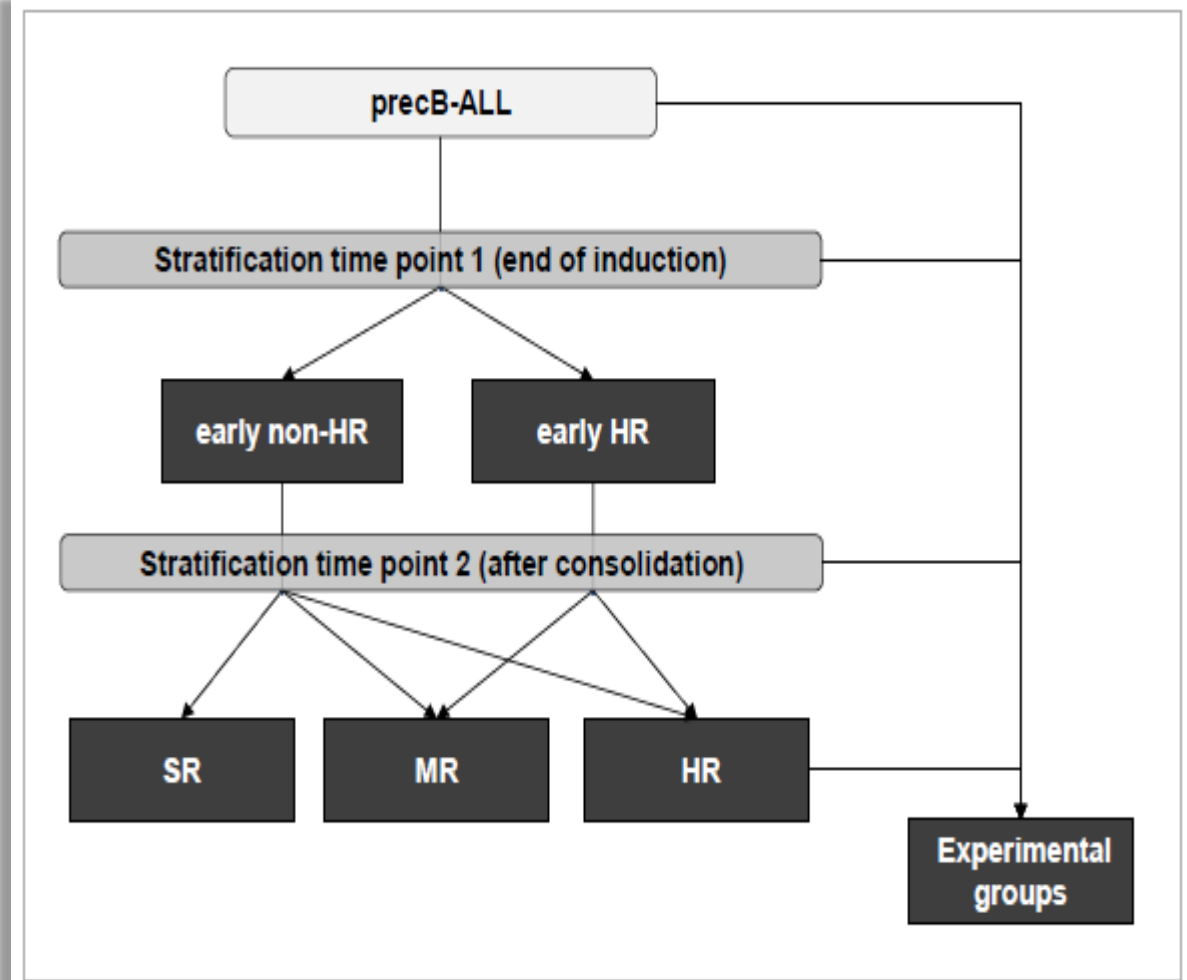 precB-ALL
Stratification time point 1 (end of induction)
early non-HR
early HR
Stratification time point 2 (after consolidation)
SR
MR
HR
Experimental
groups